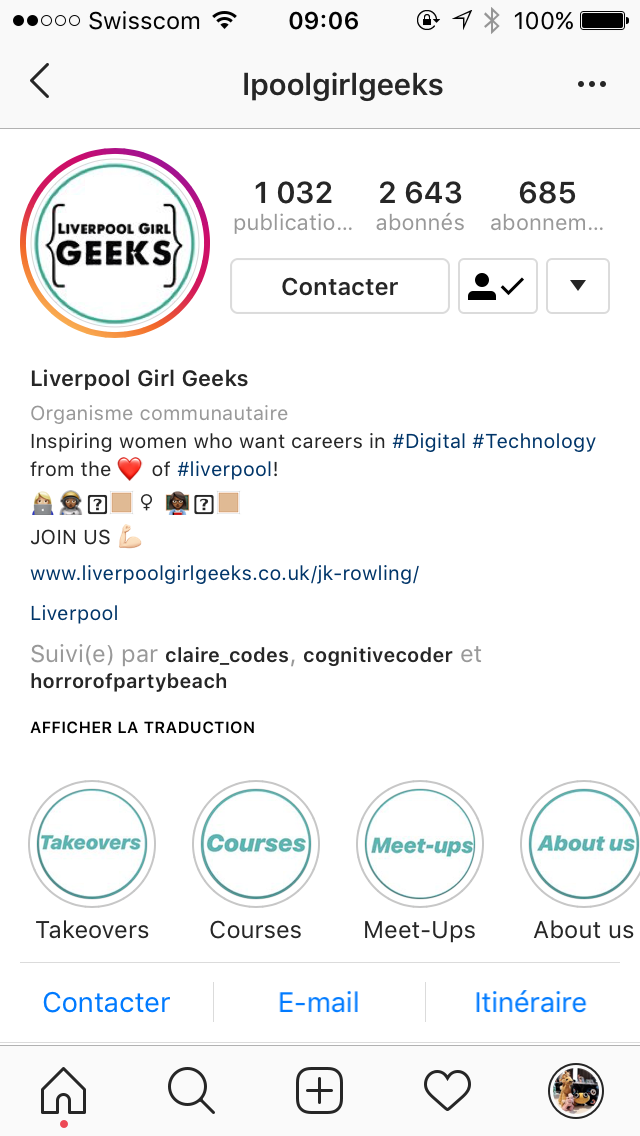 Swisscom 09:06 100%
lpoolgirlgeeks
LIVERPOOL GIRL
GEEKS
1 032 2 643 685
publicatio... abonnés abonnem...
Contacter
Liverpool Girl Geeks
Organisme communautaire
Inspiring women who want careers in #Digital #Technology
from the ❤️ of #liverpool!
JOIN US 💪🏻
www.liverpoolgirlgeeks.co.uk/jk-rowling/
Liverpool
Suivi(e) par claire_codes, cognitivecoder et
horrorofpartybeach
AFFICHER LA TRADUCTION
Takeovers Courses Meet-ups About us
Takeovers Courses Meet-Ups About us
Contacter E-mail Itinéraire